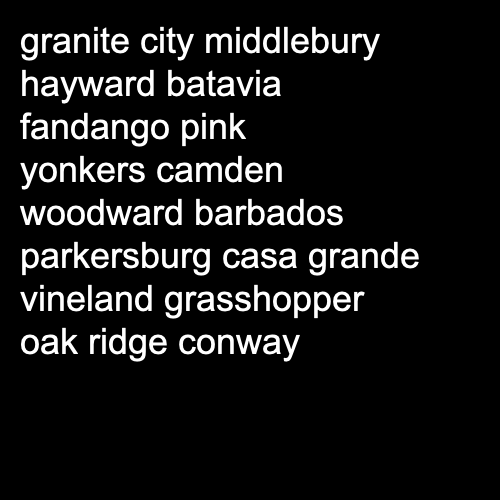 granite city middlebury
hayward batavia
fandango pink
yonkers camden
woodward barbados
parkersburg casa grande
vineland grasshopper
oak ridge conway